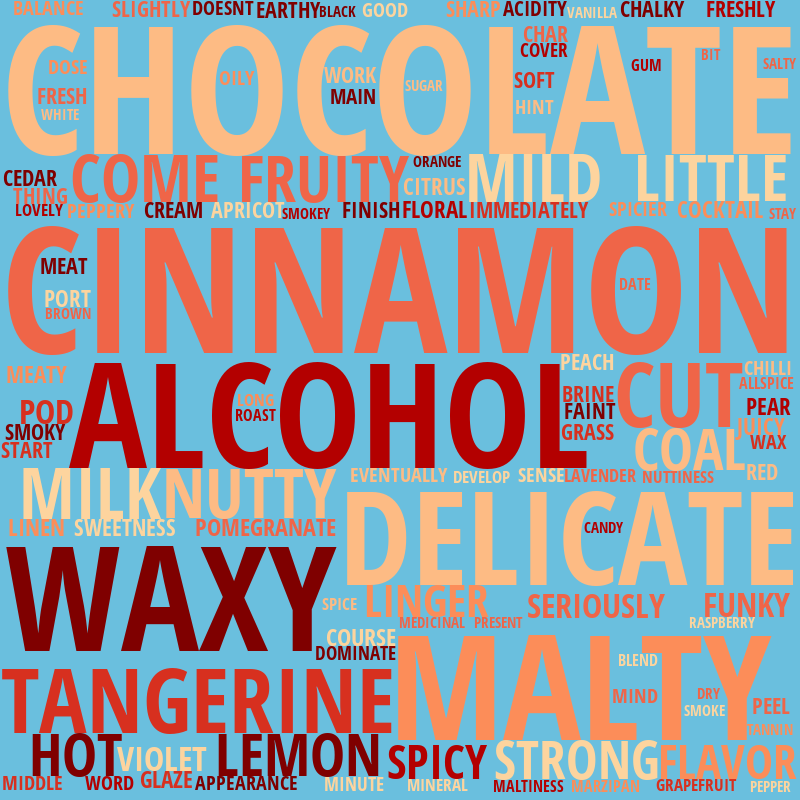 BALANCE SLIGHTLY DOESNT EARTHY BLACK GOOD SHARP ACIDITY VANILLA CHALKY FRESHLY
CHOCOLATE
CHAR COVER BIT SALTY GUM
DOSE OILY WORK SUGAR SOFT
FRESH MAIN HINT
WHITE
COME FRUITY ORANGE MILD LITTLE
CEDAR CITRUS
THING
LOVELY PEPPERY CREAM APRICOT SMOKEY FINISH FLORAL IMMEDIATELY SPICIER COCKTAIL STAY
CINNAMON
MEAT DATE
PORT
BROWN
ALCOHOL PEACH CUT CHILLI
MEATY ALLSPICE
LONG BRINE
POD ROAST FAINT PEAR
SMOKY GRASS JUICY
START COAL WAX
MILK NUTTY EVENTUALLY DEVELOP SENSE LAVENDER NUTTINESS RED
LINEN SWEETNESS POMEGRANATE DELICATE
CANDY
WAXY
SPICE LINGER SERIOUSLY FUNKY
MEDICINAL PRESENT RASPBERRY
COURSE MALTY
DOMINATE BLEND
TANGERINE MIND DRY PEEL
SMOKE
TANNIN
HOT VIOLET LEMON SPICY STRONG FLAVOR
MIDDLE WORD GLAZE APPEARANCE MINUTE MINERAL MALTINESS MARZIPAN GRAPEFRUIT PEPPER